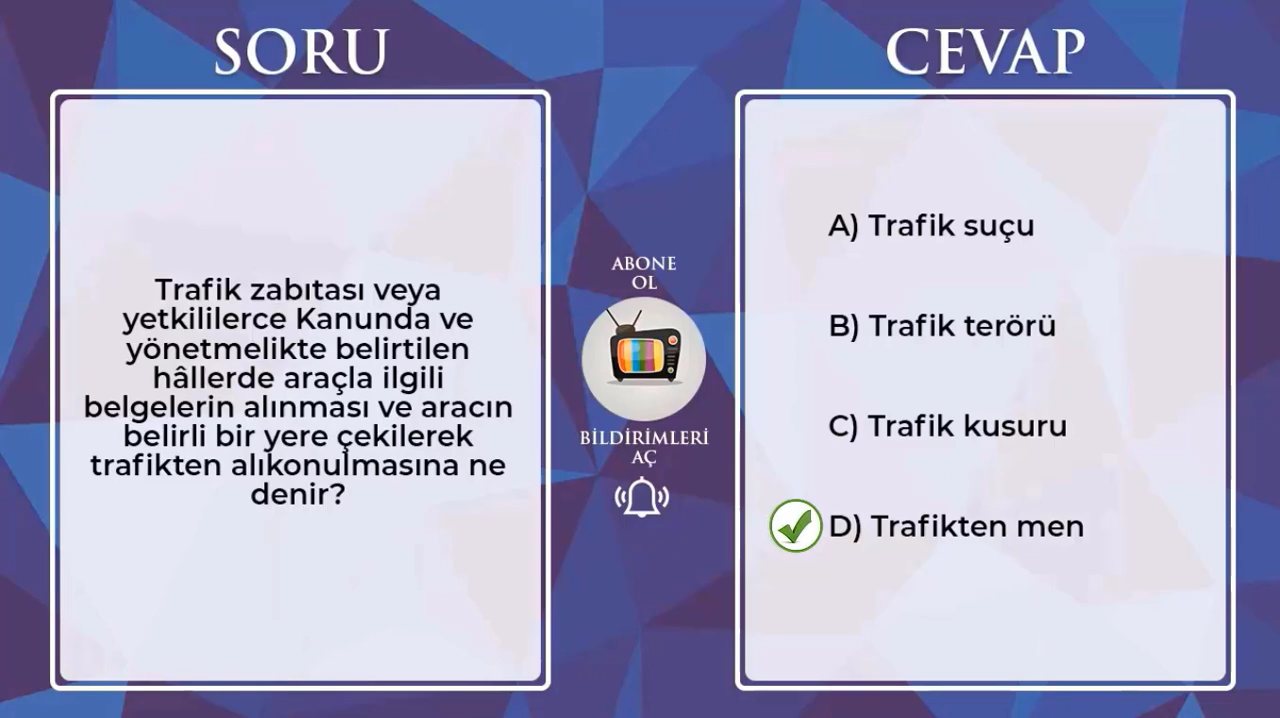 SORU
Trafik zabıtası veya
yetkililerce Kanunda ve
yönetmelikte belirtilen
hâllerde araçla ilgili
belgelerin alınması ve aracın
belirli bir yere çekilerek
trafikten alıkonulmasına ne
denir?
ABONE
OL
BİLDİRİMLERİ
AÇ
CEVAP
A) Trafik suçu
B) Trafik terörü
C) Trafik kusuru
D) Trafikten men